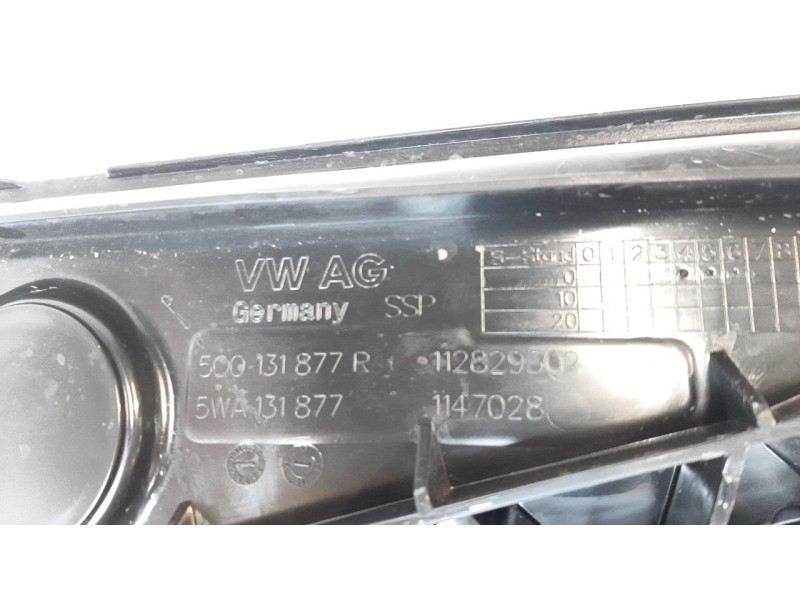 VW AG
Germany SSP
5Q0 131 877 R 112829302
5WA 131 877 1147028
S-Stand 0 1 2 3 4 5 6 7 8
0
10
20